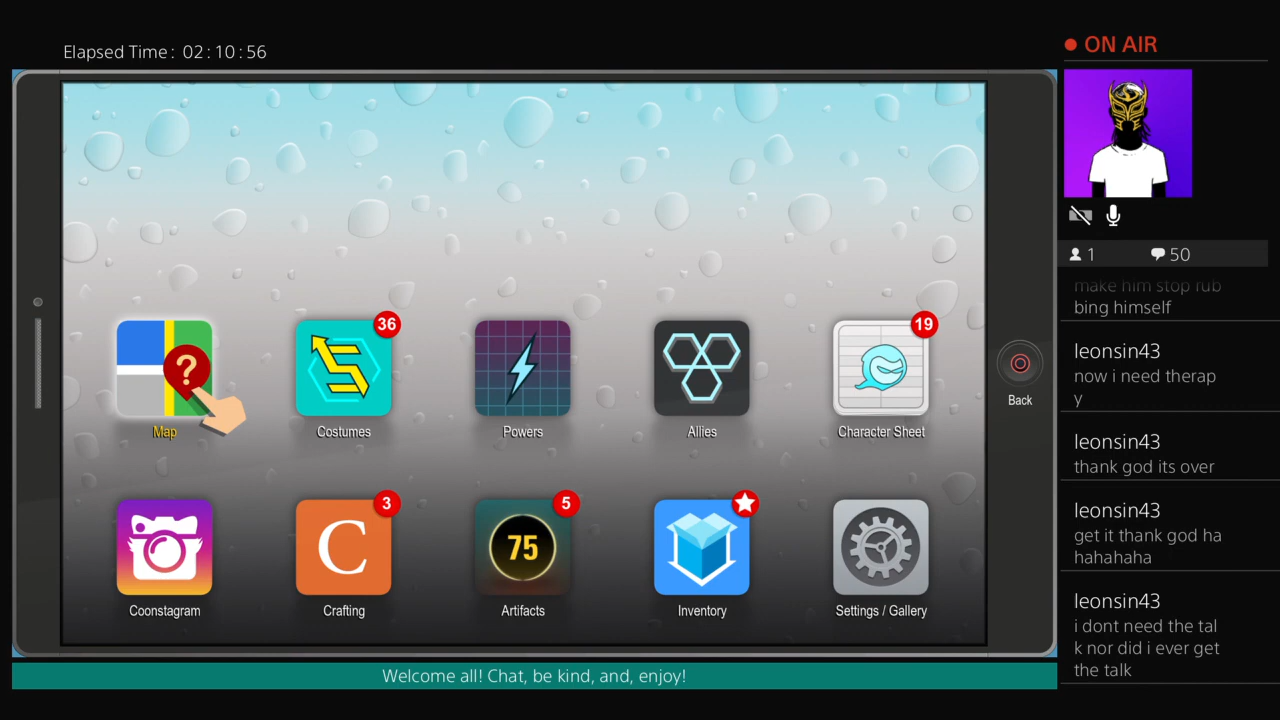 Elapsed Time: 02:10:56
ON AIR
1
50
make him stop rub
bing himself
leonsin43
now i need therap
y
leonsin43
thank god its over
leonsin43
get it thank god ha
hahahaha
leonsin43
i dont need the tal
k nor did i ever get
the talk
?
36
19
Map
Costumes
Powers
Allies
Character Sheet
Back
3
5
C
75
Coonstagram
Crafting
Artifacts
Inventory
Settings / Gallery
Welcome all! Chat, be kind, and, enjoy!